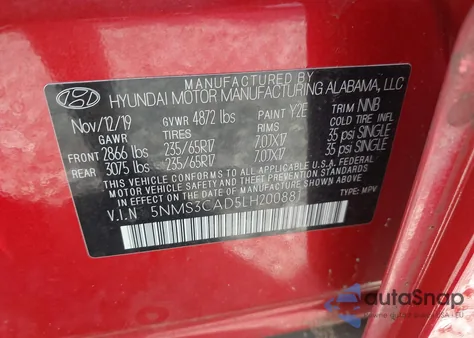 MANUFACTURED BY
HYUNDAI MOTOR MANUFACTURING ALABAMA, LLC
Nov/12/19 GVWR 4872 lbs PAINT Y2E TRIM NNB
GAWR TIRES RIMS COLD TIRE INFL
FRONT 2866 lbs 235/65R17 7.0JX17 35 psi SINGLE
REAR 3075 lbs 235/65R17 7.0JX17 35 psi SINGLE
THIS VEHICLE CONFORMS TO ALL APPLICABLE U.S.A. FEDERAL
MOTOR VEHICLE SAFETY AND THEFT PREVENTION STANDARDS
IN EFFECT ON THE DATE OF MANUFACTURE SHOWN ABOVE.
V.I.N 5NMS3CAD5LH200881 TYPE: MPV
autoSnap